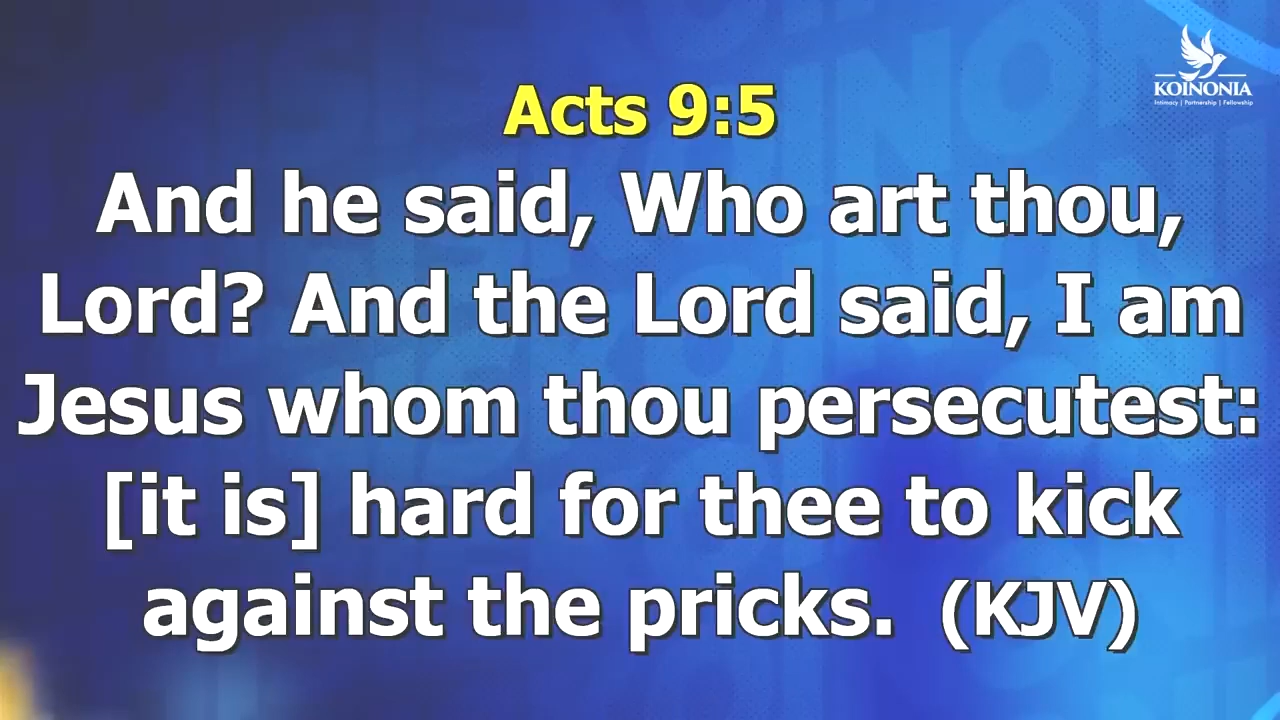 KOINONIA
Intimacy | Partnership | Fellowship
Acts 9:5
And he said, Who art thou,
Lord? And the Lord said, I am
Jesus whom thou persecutest:
[it is] hard for thee to kick
against the pricks. (KJV)